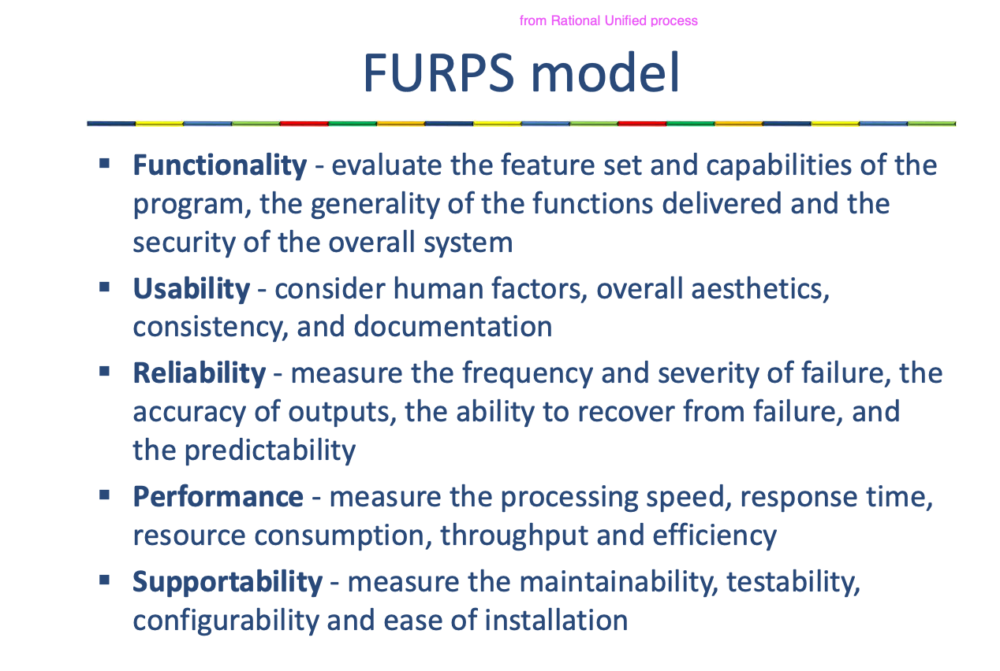 from Rational Unified process
FURPS model
▪ Functionality - evaluate the feature set and capabilities of the
program, the generality of the functions delivered and the
security of the overall system
▪ Usability - consider human factors, overall aesthetics,
consistency, and documentation
▪ Reliability - measure the frequency and severity of failure, the
accuracy of outputs, the ability to recover from failure, and
the predictability
▪ Performance - measure the processing speed, response time,
resource consumption, throughput and efficiency
▪ Supportability - measure the maintainability, testability,
configurability and ease of installation